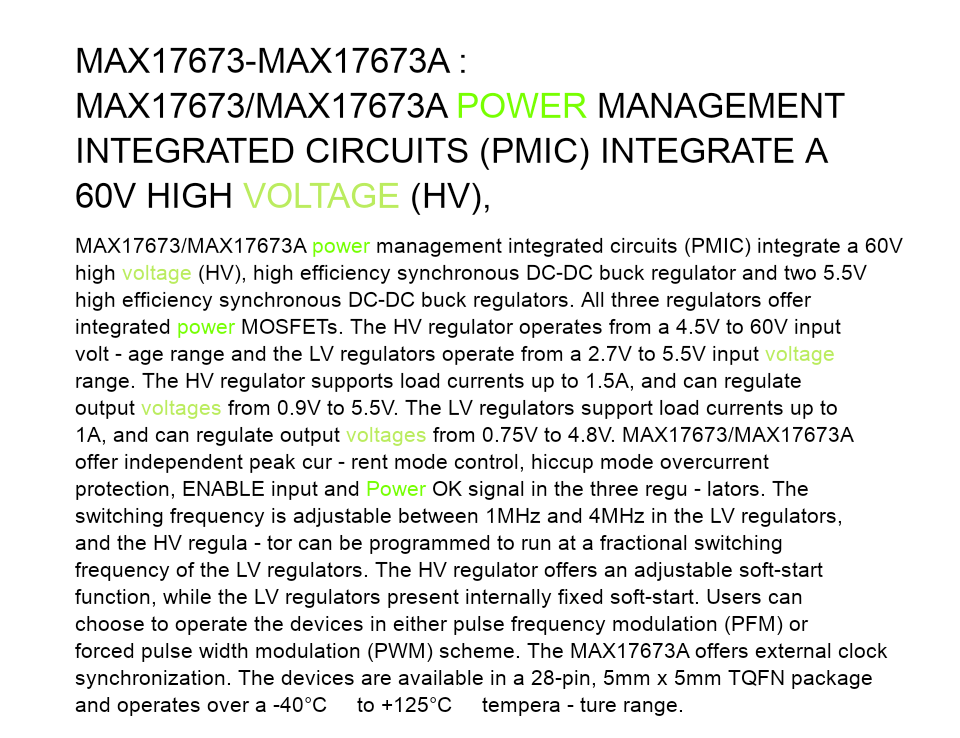 MAX17673-MAX17673A :
MAX17673/MAX17673A POWER MANAGEMENT
INTEGRATED CIRCUITS (PMIC) INTEGRATE A
60V HIGH VOLTAGE (HV),
MAX17673/MAX17673A power management integrated circuits (PMIC) integrate a 60V
high voltage (HV), high efficiency synchronous DC-DC buck regulator and two 5.5V
high efficiency synchronous DC-DC buck regulators. All three regulators offer
integrated power MOSFETs. The HV regulator operates from a 4.5V to 60V input
volt - age range and the LV regulators operate from a 2.7V to 5.5V input voltage
range. The HV regulator supports load currents up to 1.5A, and can regulate
output voltages from 0.9V to 5.5V. The LV regulators support load currents up to
1A, and can regulate output voltages from 0.75V to 4.8V. MAX17673/MAX17673A
offer independent peak cur - rent mode control, hiccup mode overcurrent
protection, ENABLE input and Power OK signal in the three regu - lators. The
switching frequency is adjustable between 1MHz and 4MHz in the LV regulators,
and the HV regula - tor can be programmed to run at a fractional switching
frequency of the LV regulators. The HV regulator offers an adjustable soft-start
function, while the LV regulators present internally fixed soft-start. Users can
choose to operate the devices in either pulse frequency modulation (PFM) or
forced pulse width modulation (PWM) scheme. The MAX17673A offers external clock
synchronization. The devices are available in a 28-pin, 5mm x 5mm TQFN package
and operates over a -40°C to +125°C tempera - ture range.